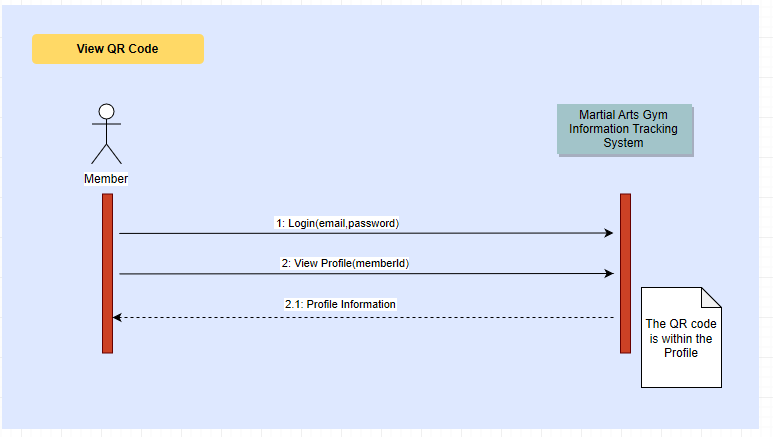 View QR Code
Martial Arts Gym
Information Tracking
System
Member
1: Login(email,password)
2: View Profile(memberId)
2.1: Profile Information
The QR code
is within the
Profile